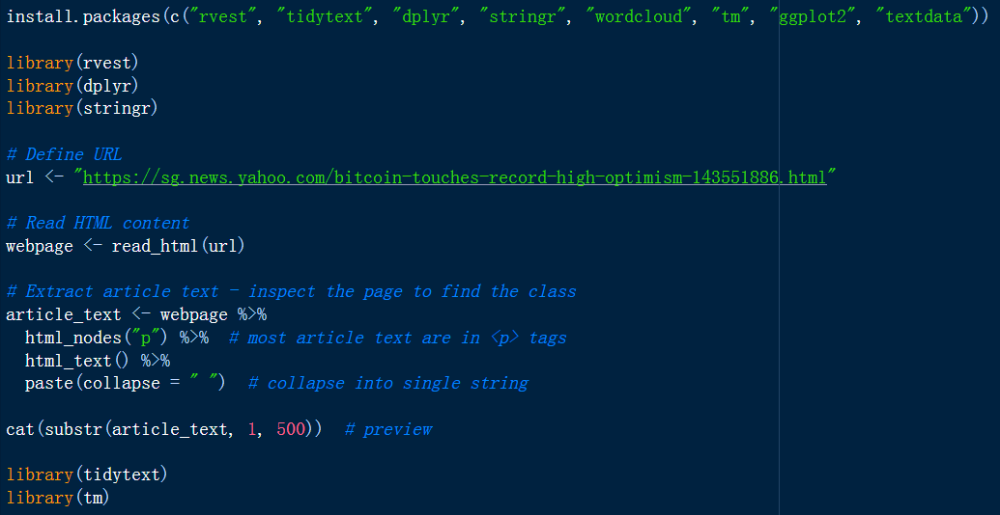 install.packages(c("rvest", "tidytext", "dplyr", "stringr", "wordcloud", "tm", "ggplot2", "textdata"))
library(rvest)
library(dplyr)
library(stringr)
# Define URL
url <- "https://sg.news.yahoo.com/bitcoin-touches-record-high-optimism-143551886.html"
# Read HTML content
webpage <- read_html(url)
# Extract article text - inspect the page to find the class
article_text <- webpage %>%
  html_nodes("p") %>%  # most article text are in <p> tags
  html_text() %>%
  paste(collapse = " ")  # collapse into single string
cat(substr(article_text, 1, 500))  # preview
library(tidytext)
library(tm)